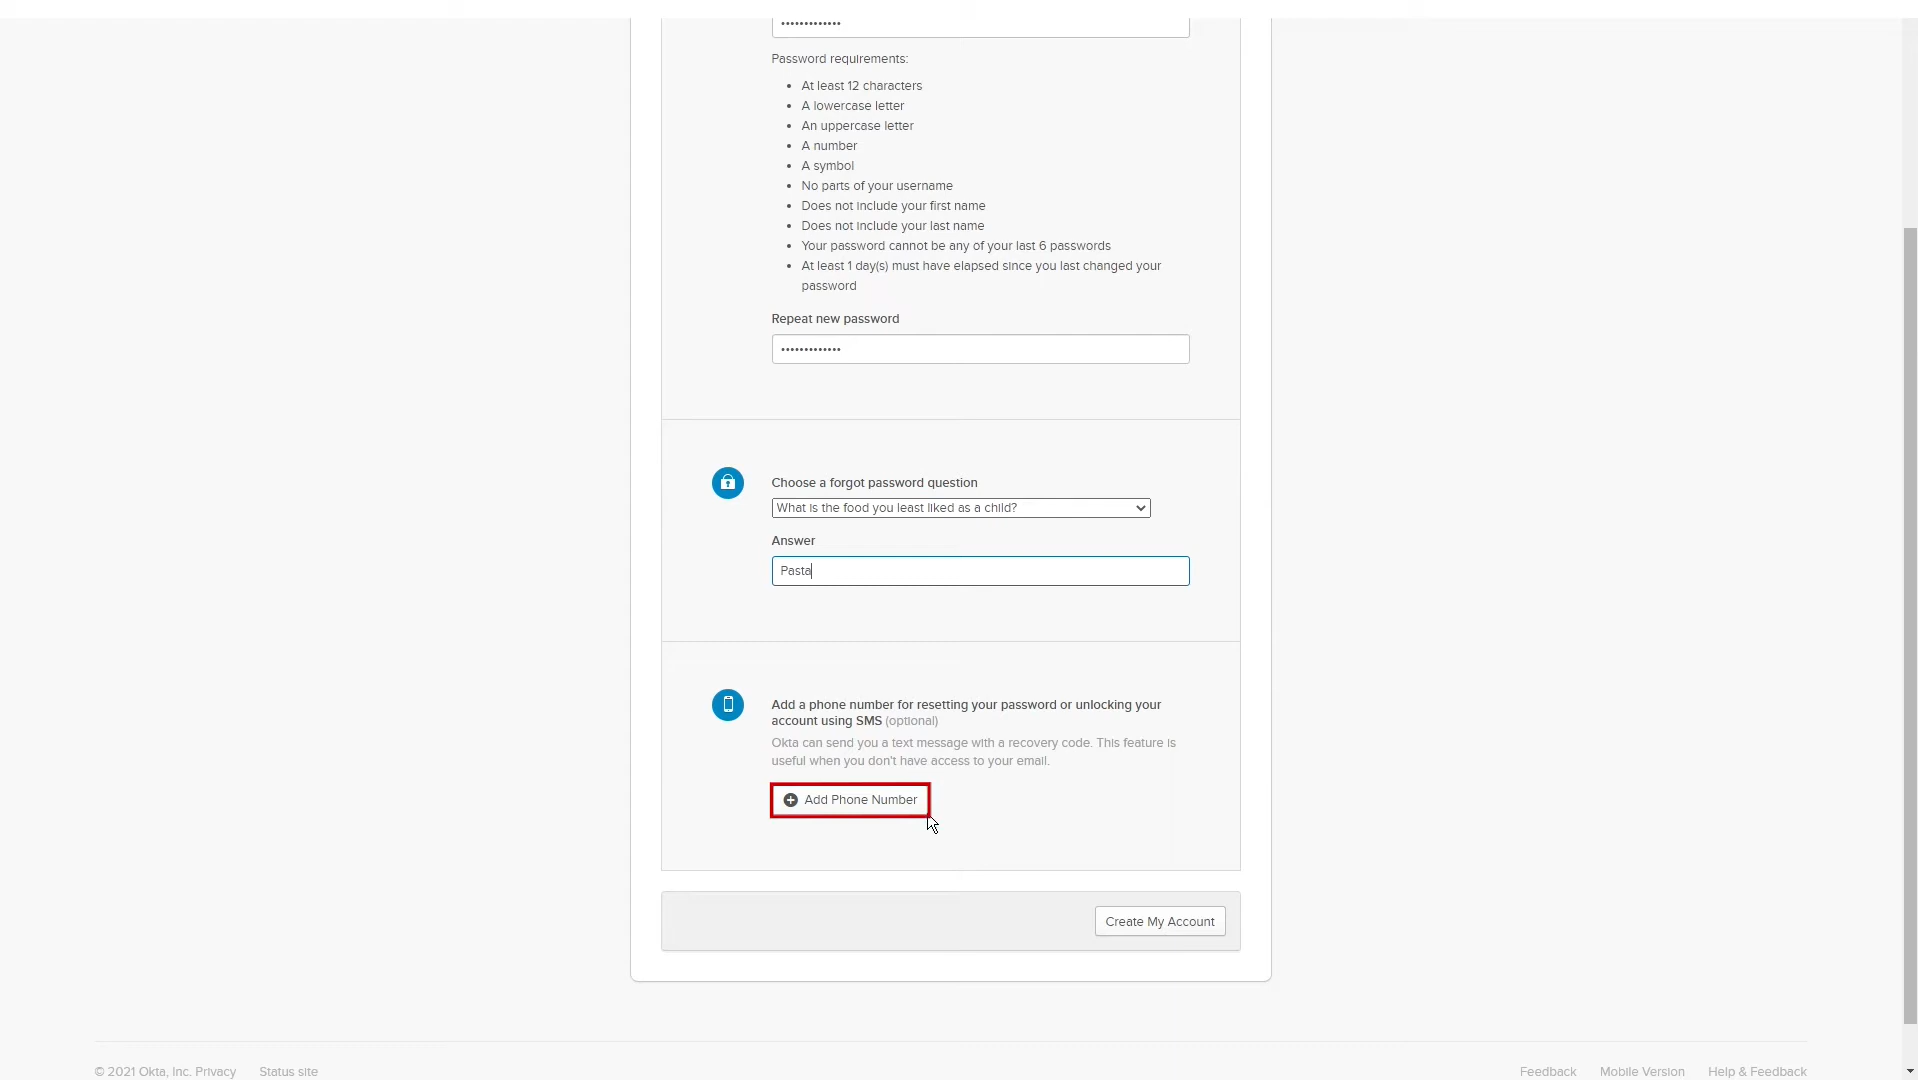 •••••••••••••
Password requirements:
• At least 12 characters
• A lowercase letter
• An uppercase letter
• A number
• A symbol
• No parts of your username
• Does not include your first name
• Does not include your last name
• Your password cannot be any of your last 6 passwords
• At least 1 day(s) must have elapsed since you last changed your
password
Repeat new password
•••••••••••••
Choose a forgot password question
What is the food you least liked as a child?
Answer
Pasta
Add a phone number for resetting your password or unlocking your
account using SMS (optional)
Okta can send you a text message with a recovery code. This feature is
useful when you don't have access to your email.
Add Phone Number
Create My Account
© 2021 Okta, Inc. Privacy Status site Feedback Mobile Version Help & Feedback